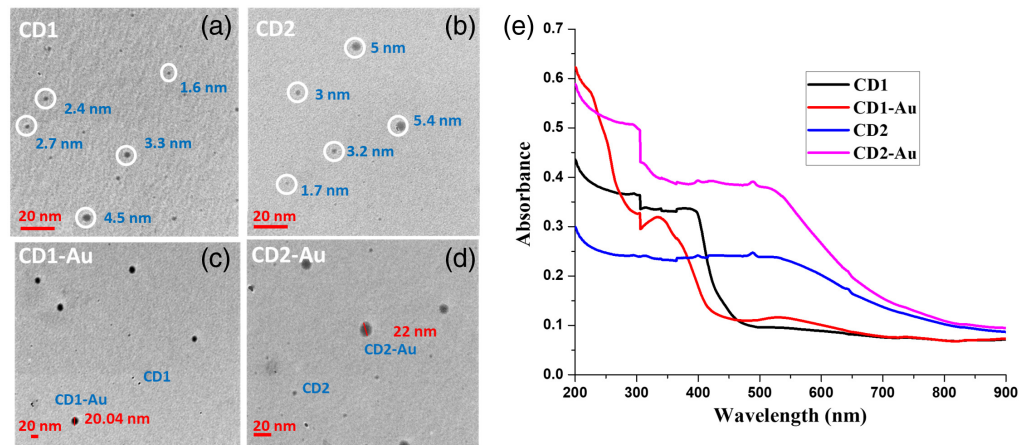 CD1
(a)
1.6 nm
2.4 nm
2.7 nm
3.3 nm
4.5 nm
20 nm
CD2
(b)
5 nm
3 nm
5.4 nm
3.2 nm
1.7 nm
20 nm
CD1-Au
(c)
CD1
CD1-Au
20.04 nm
20 nm
CD2-Au
(d)
22 nm
CD2-Au
CD2
20 nm
(e)
0.7
0.6
0.5
0.4
0.3
0.2
0.1
0.0
Absorbance
CD1
CD1-Au
CD2
CD2-Au
200 300 400 500 600 700 800 900
Wavelength (nm)